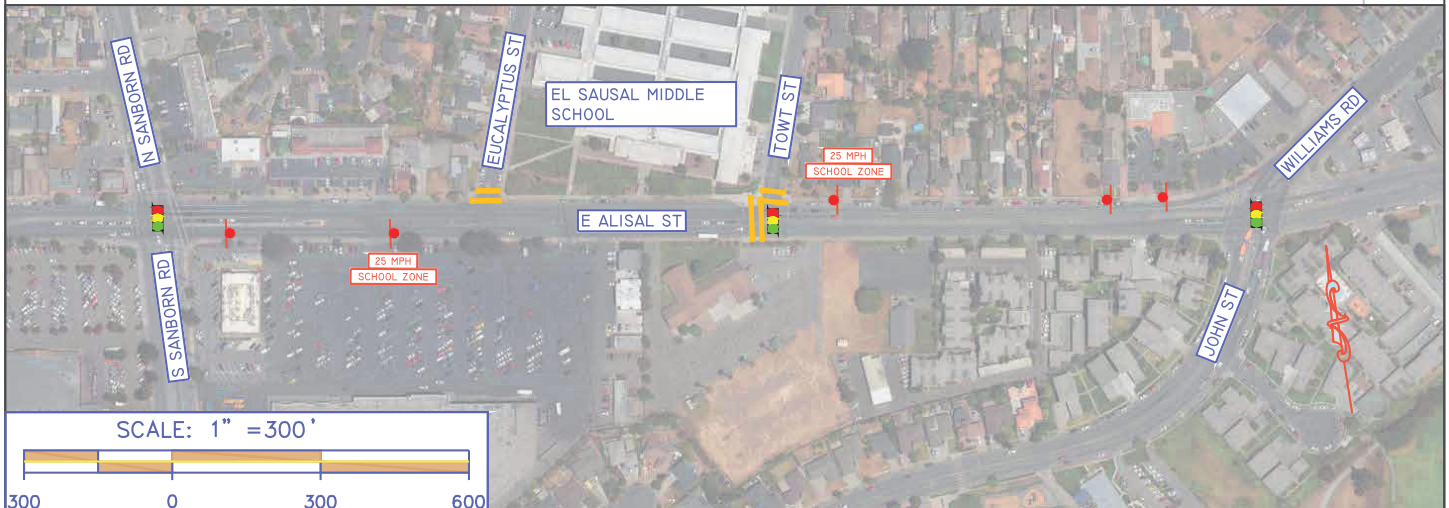 N SANBORN RD
EUCALYPTUS ST
EL SAUSAL MIDDLE
SCHOOL
TOWT ST
25 MPH
SCHOOL ZONE
WILLIAMS RD
E ALISAL ST
25 MPH
SCHOOL ZONE
S SANBORN RD
JOHN ST
SCALE: 1" =300'
300 0 300 600